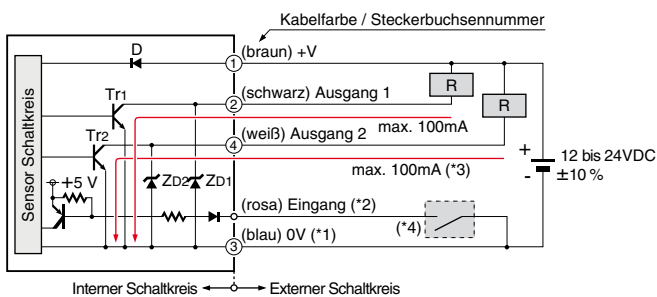 Kabelfarbe / Steckerbuchsennummer
D
(braun) +V
1
Tr1
(schwarz) Ausgang 1
2
R
R
max. 100mA
Tr2
(weiß) Ausgang 2
4
Sensor Schaltkreis
max. 100mA (*3)
+
-
12 bis 24VDC
±10 %
+5 V
ZD2
ZD1
(rosa) Eingang (*2)
(*4)
(blau) 0V (*1)
3
Interner Schaltkreis
Externer Schaltkreis